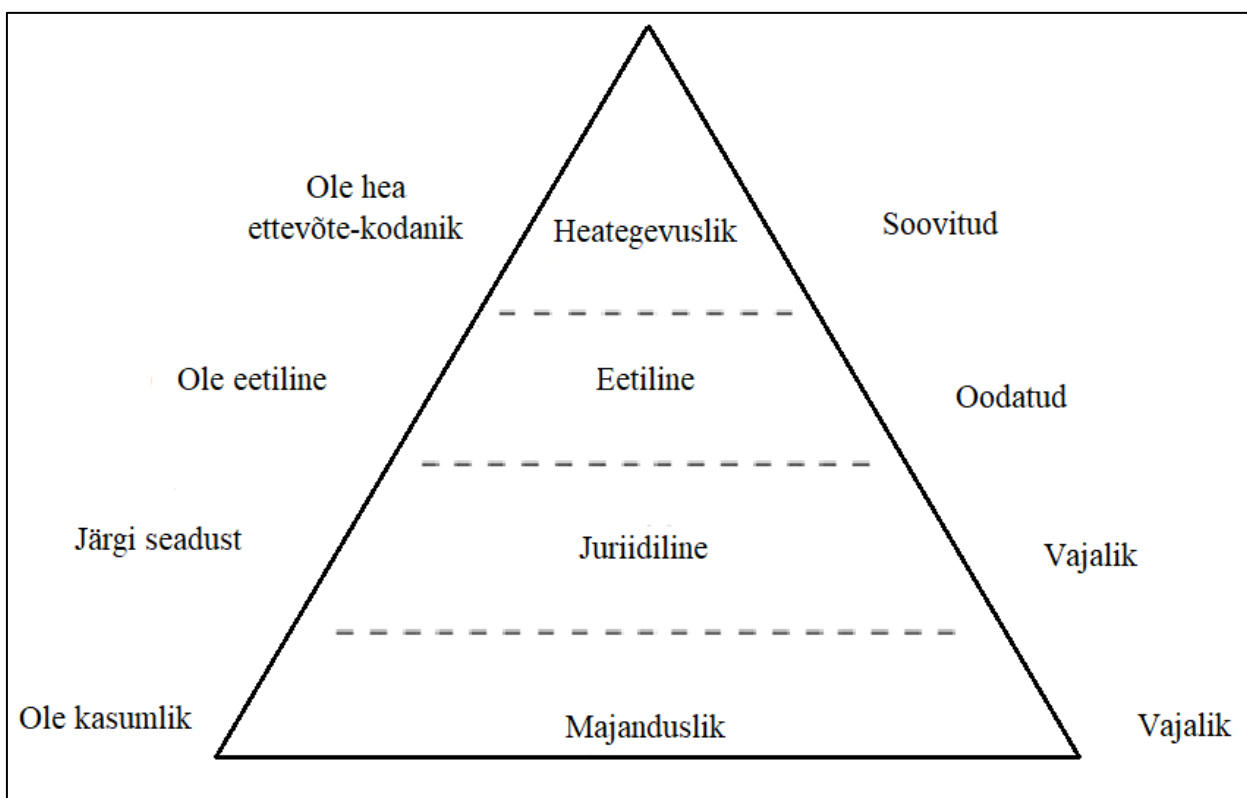 Ole hea
ettevõte-kodanik
Heategevuslik
Soovitud
Ole eetiline
Eetiline
Oodatud
Järgi seadust
Juriidiline
Vajalik
Ole kasumlik
Majanduslik
Vajalik